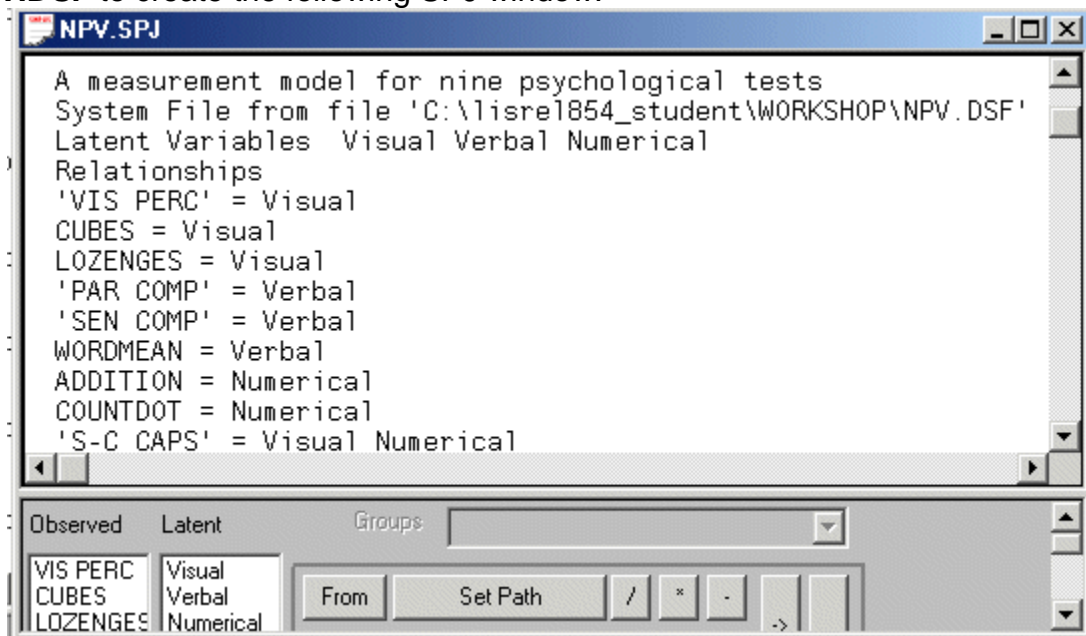 NPV.SPJ
A measurement model for nine psychological tests
System File from file 'C:\lisrel854_student\WORKSHOP\NPV.DSF'
Latent Variables  Visual Verbal Numerical
Relationships
'VIS PERC' = Visual
CUBES = Visual
LOZENGES = Visual
'PAR COMP' = Verbal
'SEN COMP' = Verbal
WORDMEAN = Verbal
ADDITION = Numerical
COUNTDOT = Numerical
'S-C CAPS' = Visual Numerical
Observed Latent Groups
VIS PERC Visual
CUBES Verbal
LOZENGES Numerical
From Set Path / * - ->